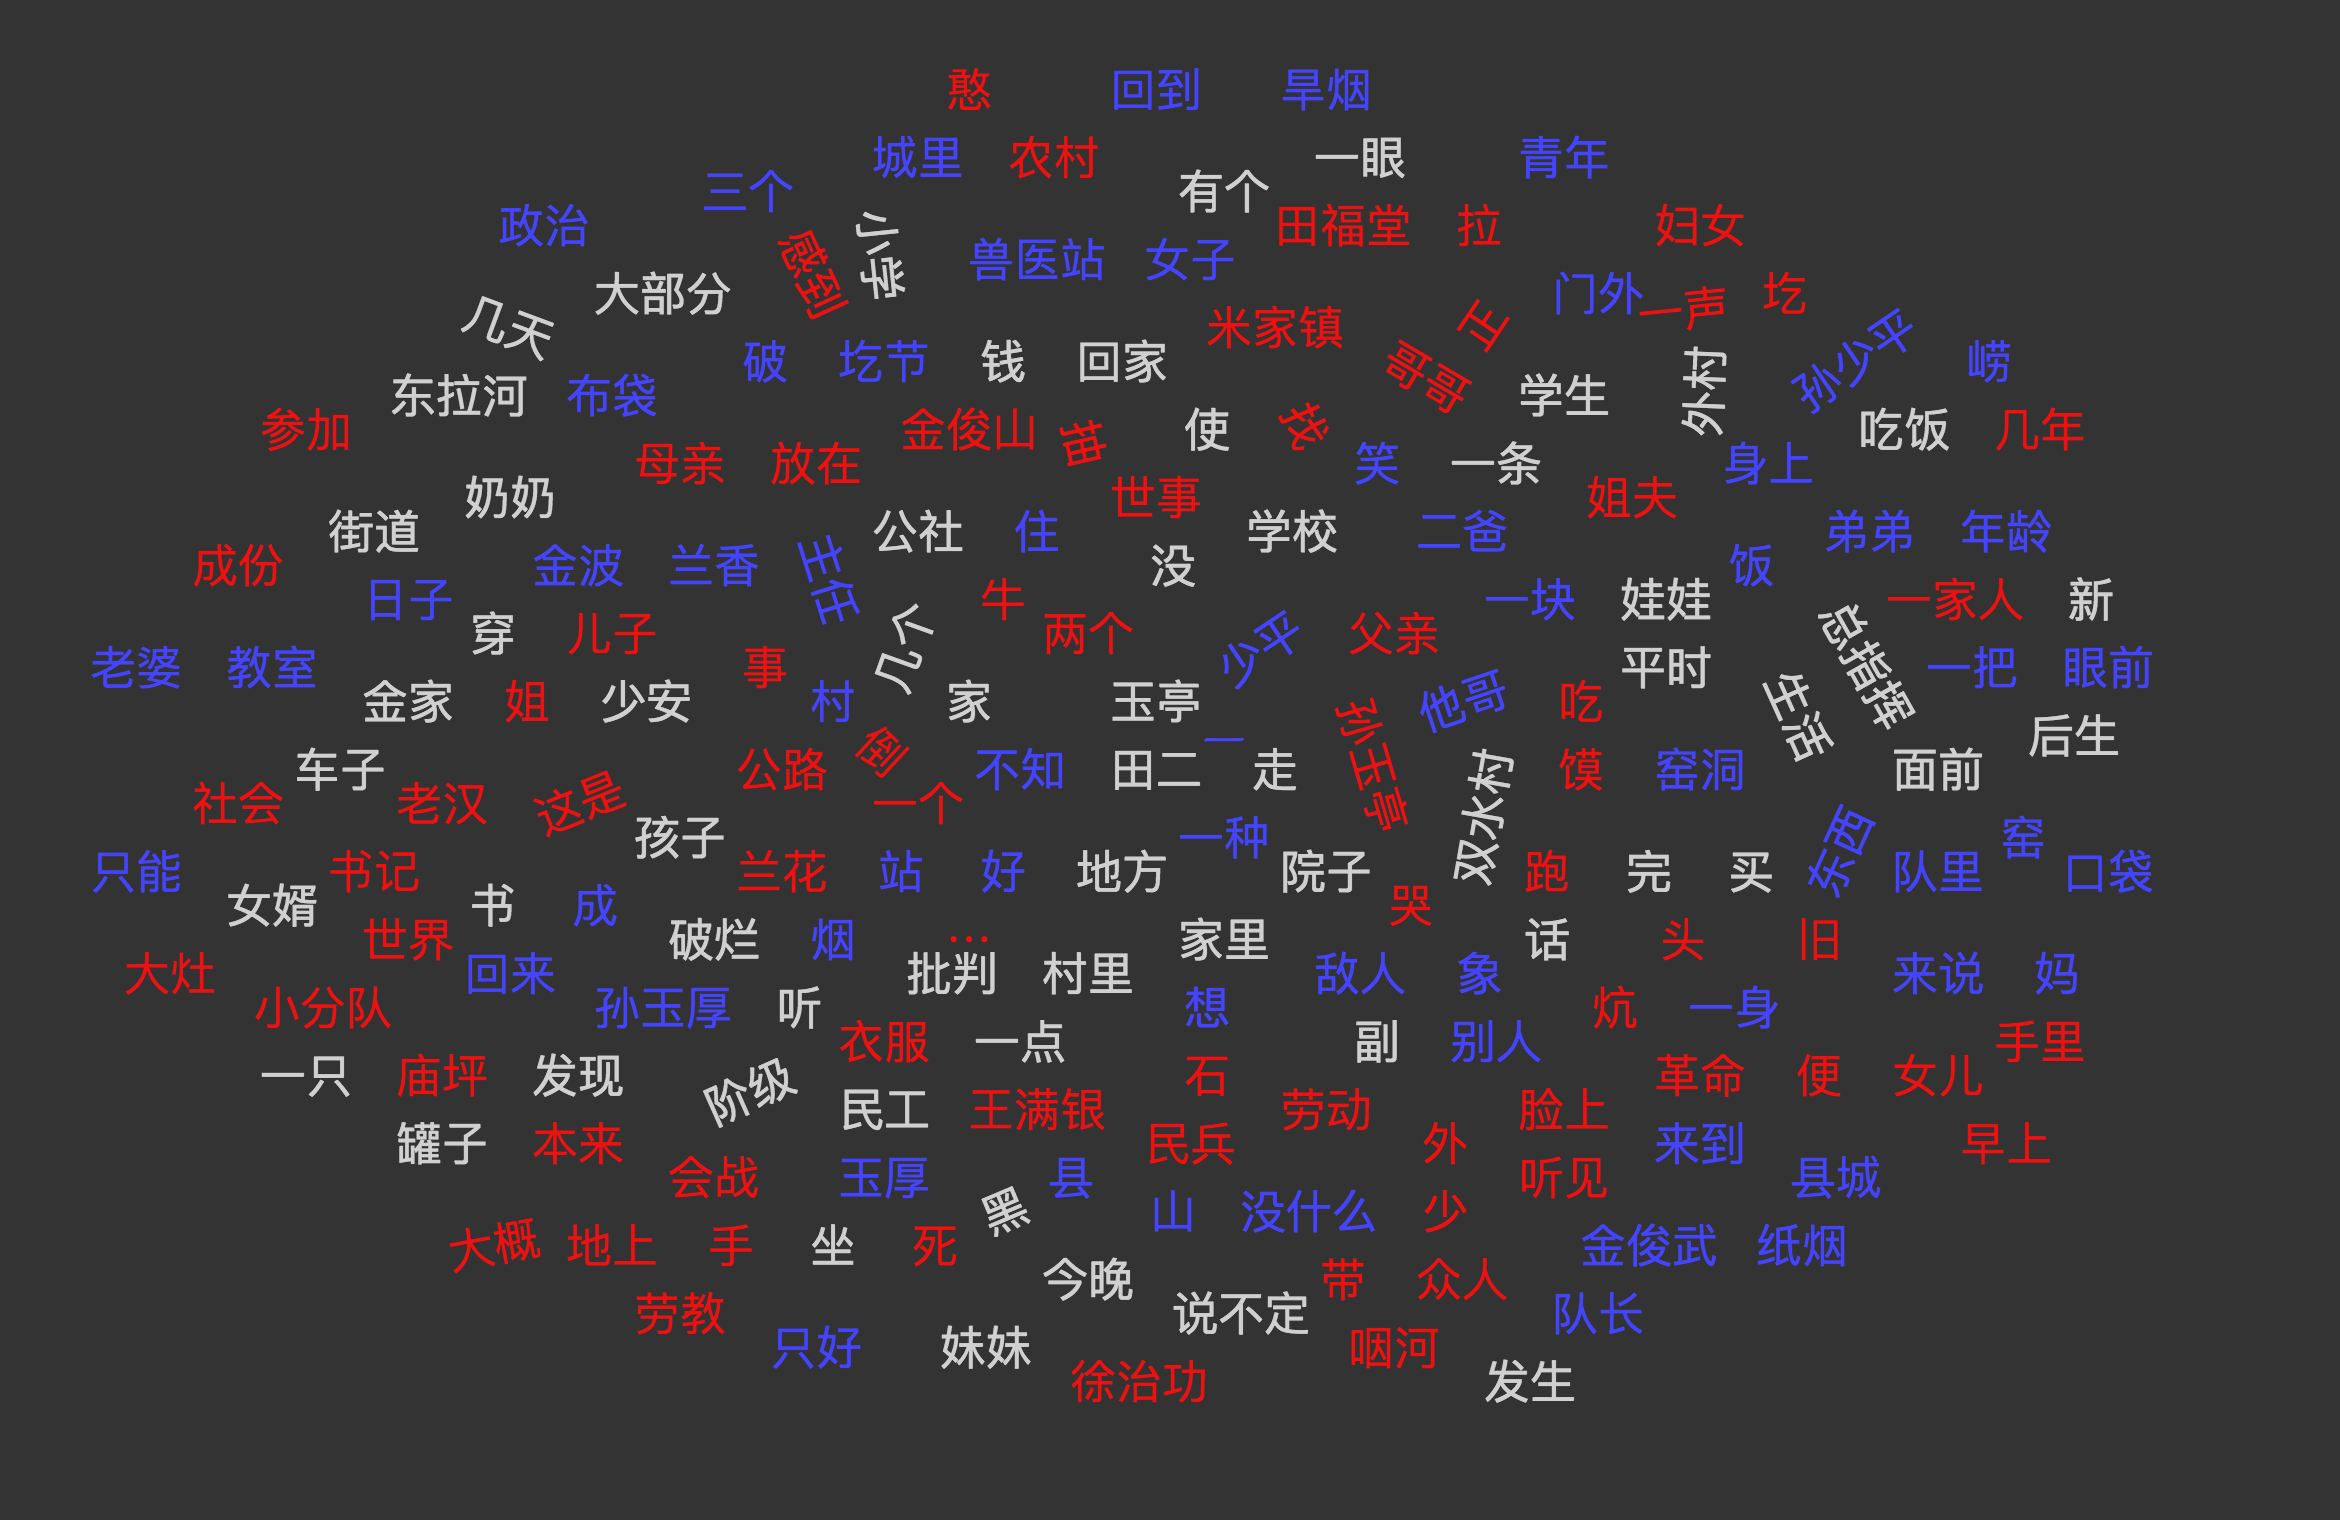 憨 回到 旱烟
城里 农村 一眼 青年
三个 有个
政治 小学 感到 田福堂 拉 妇女
兽医站 女子
大部分 门外 一声 圪
几天 米家镇 正
破 圪节 钱 回家 哥哥 外村 孙少平 崂
东拉河 布袋 学生
参加 金俊山 苗 使 找 吃饭 几年
母亲 放在 笑 一条 身上
奶奶 世事 姐夫
街道 公社 住 学校 二爸 弟弟 年龄
成份 金波 兰香 主任 没 饭
日子 牛 一块 娃娃 一家人 新
穿 儿子 几个 两个 少平 父亲
老婆 教室 事 平时 总指挥 一把 眼前
金家 姐 少安 村 家 玉亭 他哥 吃 生活
一 后生
车子 公路 倒 不知 田二 走 孙玉亭 馍 窑洞 面前
社会 老汉 这是 一个 双水村
孩子 一种 窑
只能 书记 兰花 站 好 地方 院子 跑 完 买 东西 队里 口袋
女婿 书 成 哭
世界 破烂 烟 … 家里 话 头 旧
大灶 回来 批判 村里 敌人 象 来说 妈
小分队 孙玉厚 听 想 炕 一身
衣服 一点 副 别人 手里
一只 庙坪 发现 阶级 石 革命 便 女儿
民工 王满银 劳动 脸上
罐子 本来 民兵 外 来到 早上
会战 玉厚 县 听见 县城
黑 山 没什么 少
大概 地上 手 坐 死 金俊武 纸烟
今晚 带 众人
劳教 说不定 队长
只好 妹妹 咽河
徐治功 发生